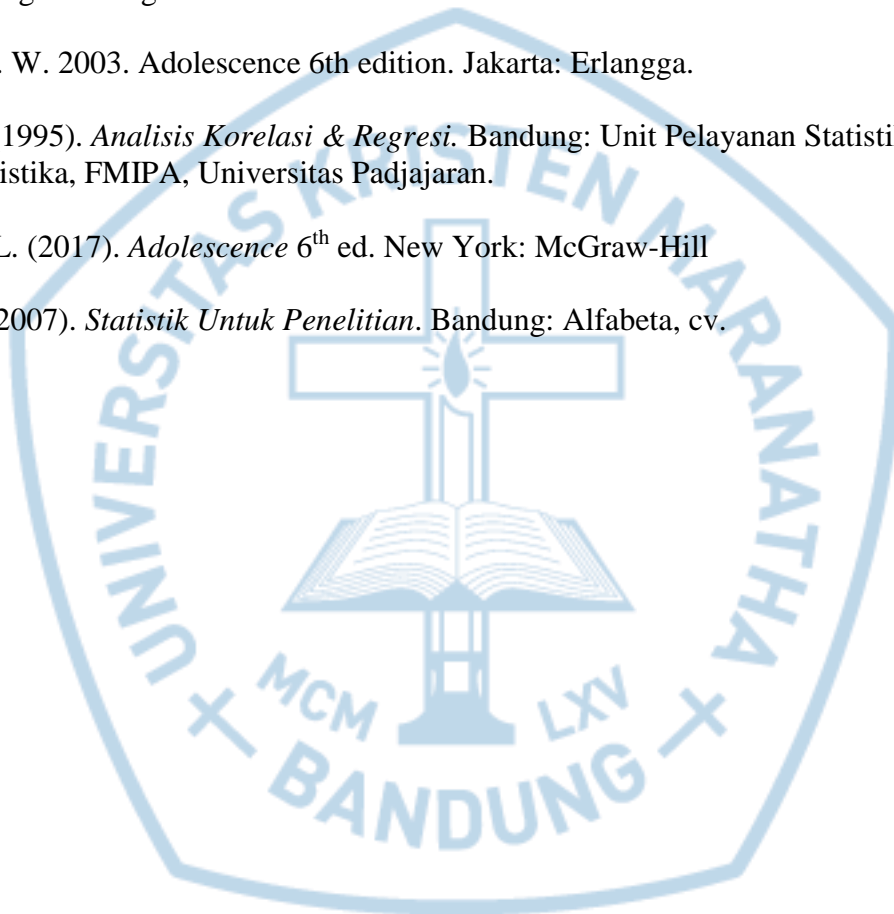 . W. 2003. Adolescence 6th edition. Jakarta: Erlangga.
1995). Analisis Korelasi & Regresi. Bandung: Unit Pelayanan Statisti
istika, FMIPA, Universitas Padjajaran.
L. (2017). Adolescence 6th ed. New York: McGraw-Hill
2007). Statistik Untuk Penelitian. Bandung: Alfabeta, cv.
UNIVERSITAS KRISTEN MARANATHA
MCM LXV
BANDUNG